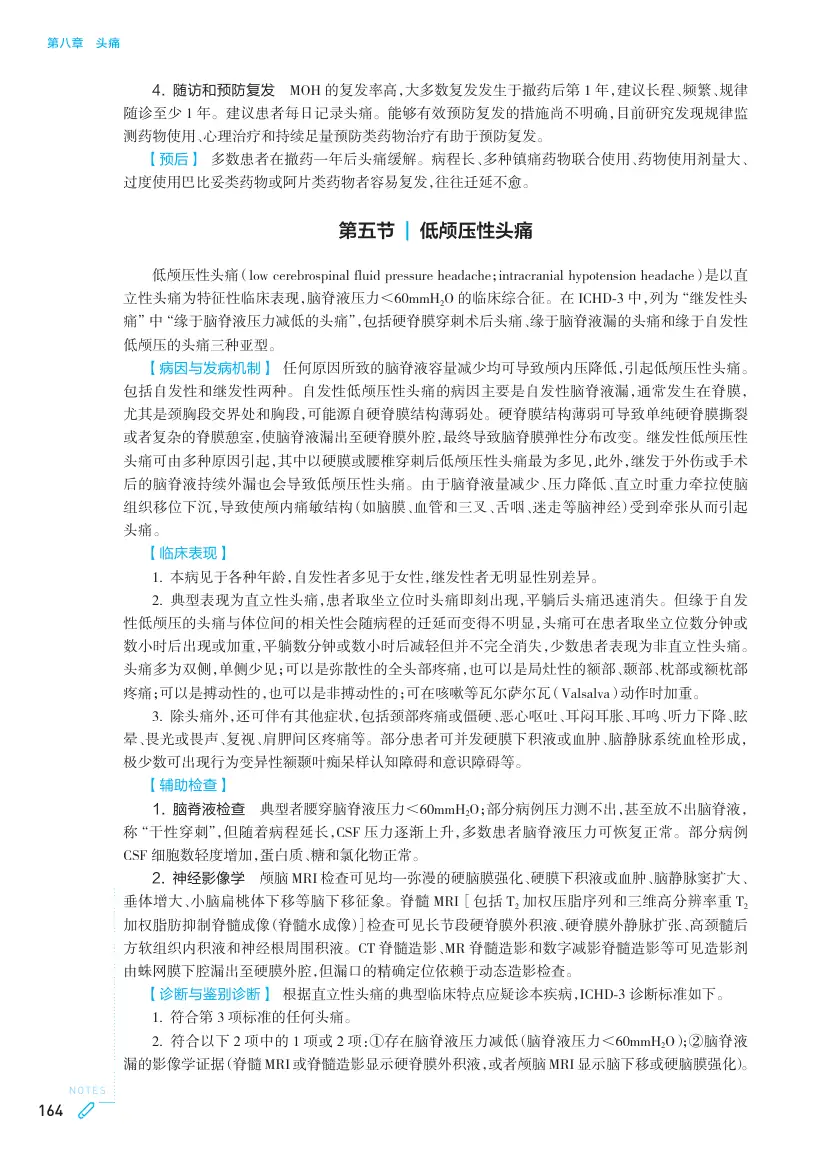 第八章　头痛
4. 随访和预防复发　MOH 的复发率高，大多数复发发生于撤药后第 1 年，建议长程、频繁、规律
随诊至少 1 年。建议患者每日记录头痛。能够有效预防复发的措施尚不明确，目前研究发现规律监
测药物使用、心理治疗和持续足量预防类药物治疗有助于预防复发。
【预后】　多数患者在撤药一年后头痛缓解。病程长、多种镇痛药物联合使用、药物使用剂量大、
过度使用巴比妥类药物或阿片类药物者容易复发，往往迁延不愈。
第五节 | 低颅压性头痛
低颅压性头痛（low cerebrospinal fluid pressure headache；intracranial hypotension headache）是以直
立性头痛为特征性临床表现，脑脊液压力＜60mmH₂O 的临床综合征。在 ICHD-3 中，列为“继发性头
痛”中“缘于脑脊液压力减低的头痛”，包括硬脊膜穿刺术后头痛、缘于脑脊液漏的头痛和缘于自发性
低颅压的头痛三种亚型。
【病因与发病机制】　任何原因所致的脑脊液容量减少均可导致颅内压降低，引起低颅压性头痛。
包括自发性和继发性两种。自发性低颅压性头痛的病因主要是自发性脑脊液漏，通常发生在脊膜，
尤其是颈胸段交界处和胸段，可能源自硬脊膜结构薄弱处。硬脊膜结构薄弱可导致单纯硬脊膜撕裂
或者复杂的脊膜憩室，使脑脊液漏出至硬脊膜外腔，最终导致脑脊膜弹性分布改变。继发性低颅压性
头痛可由多种原因引起，其中以硬膜或腰椎穿刺后低颅压性头痛最为多见，此外，继发于外伤或手术
后的脑脊液持续外漏也会导致低颅压性头痛。由于脑脊液量减少、压力降低、直立时重力牵拉使脑
组织移位下沉，导致使颅内痛敏结构（如脑膜、血管和三叉、舌咽、迷走等脑神经）受到牵张从而引起
头痛。
【临床表现】
1. 本病见于各种年龄，自发性者多见于女性，继发性者无明显性别差异。
2. 典型表现为直立性头痛，患者取坐立位时头痛即刻出现，平躺后头痛迅速消失。但缘于自发
性低颅压的头痛与体位间的相关性会随病程的迁延而变得不明显，头痛可在患者取坐立位数分钟或
数小时后出现或加重，平躺数分钟或数小时后减轻但并不完全消失，少数患者表现为非直立性头痛。
头痛多为双侧，单侧少见；可以是弥散性的全头部疼痛，也可以是局灶性的额部、颞部、枕部或额枕部
疼痛；可以是搏动性的，也可以是非搏动性的；可在咳嗽等瓦尔萨尔瓦（Valsalva）动作时加重。
3. 除头痛外，还可伴有其他症状，包括颈部疼痛或僵硬、恶心呕吐、耳闷耳胀、耳鸣、听力下降、眩
晕、畏光或畏声、复视、肩胛间区疼痛等。部分患者可并发硬膜下积液或血肿、脑静脉系统血栓形成，
极少数可出现行为变异性额颞叶痴呆样认知障碍和意识障碍等。
【辅助检查】
1. 脑脊液检查　典型者腰穿脑脊液压力＜60mmH₂O；部分病例压力测不出，甚至放不出脑脊液，
称“干性穿刺”，但随着病程延长，CSF 压力逐渐上升，多数患者脑脊液压力可恢复正常。部分病例
CSF 细胞数轻度增加，蛋白质、糖和氯化物正常。
2. 神经影像学　颅脑 MRI 检查可见均一弥漫的硬脑膜强化、硬膜下积液或血肿、脑静脉窦扩大、
垂体增大、小脑扁桃体下移等脑下移征象。脊髓 MRI［包括 T₂ 加权压脂序列和三维高分辨率重 T₂
加权脂肪抑制脊髓成像（脊髓水成像）］检查可见长节段硬脊膜外积液、硬脊膜外静脉扩张、高颈髓后
方软组织内积液和神经根周围积液。CT 脊髓造影、MR 脊髓造影和数字减影脊髓造影等可见造影剂
由蛛网膜下腔漏出至硬膜外腔，但漏口的精确定位依赖于动态造影检查。
【诊断与鉴别诊断】　根据直立性头痛的典型临床特点应疑诊本疾病，ICHD-3 诊断标准如下。
1. 符合第 3 项标准的任何头痛。
2. 符合以下 2 项中的 1 项或 2 项：①存在脑脊液压力减低（脑脊液压力＜60mmH₂O）；②脑脊液
漏的影像学证据（脊髓 MRI 或脊髓造影显示硬脊膜外积液，或者颅脑 MRI 显示脑下移或硬脑膜强化）。
NOTES
164